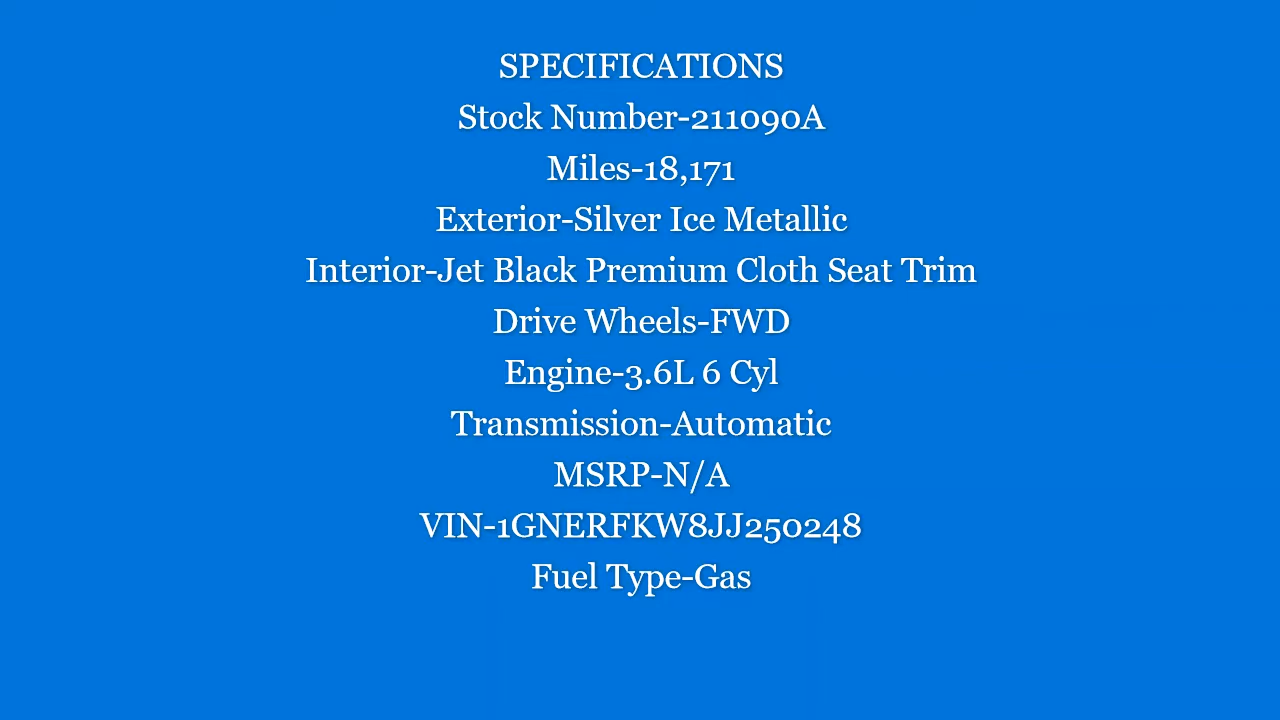 SPECIFICATIONS
Stock Number-211090A
Miles-18,171
Exterior-Silver Ice Metallic
Interior-Jet Black Premium Cloth Seat Trim
Drive Wheels-FWD
Engine-3.6L 6 Cyl
Transmission-Automatic
MSRP-N/A
VIN-1GNERFKW8JJ250248
Fuel Type-Gas